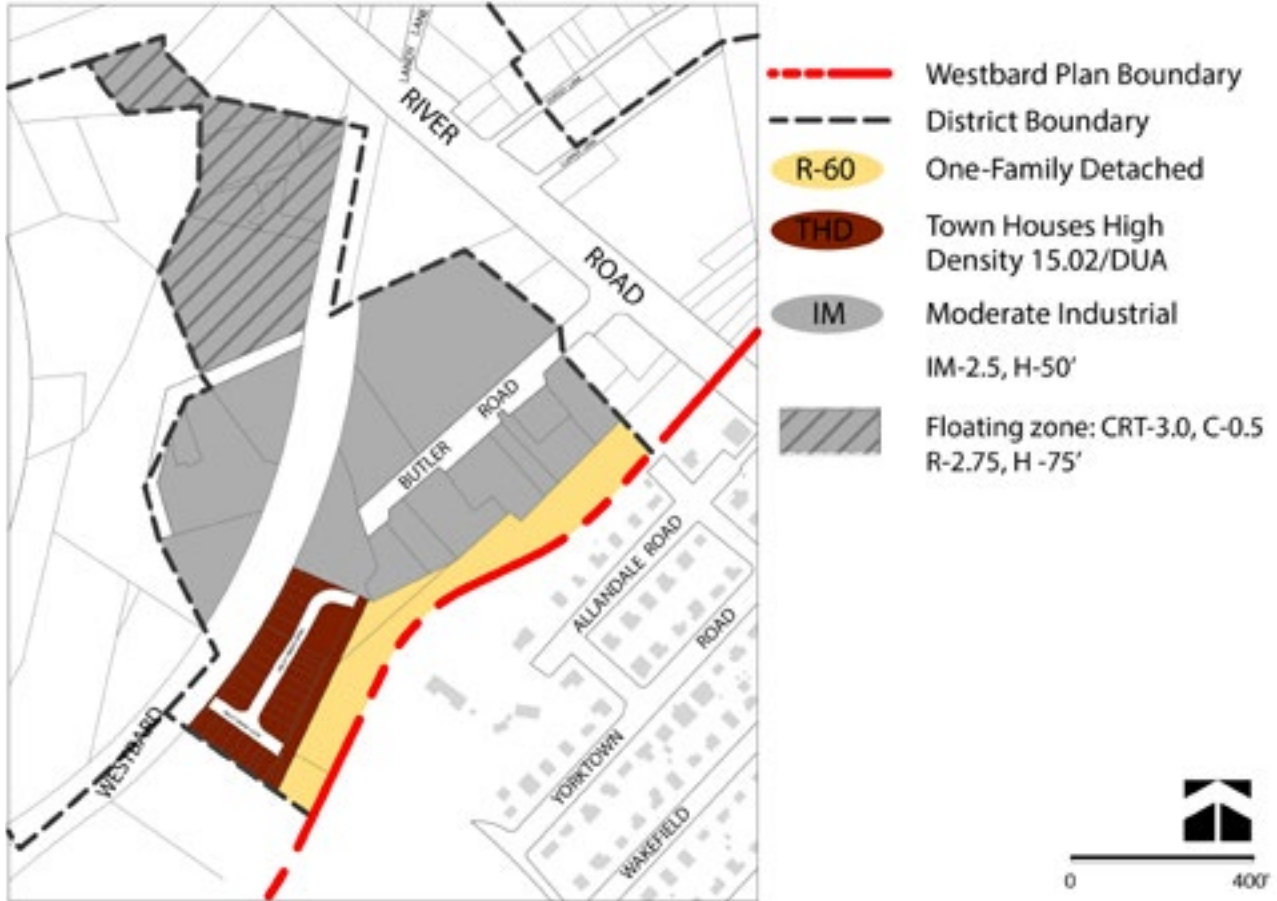 LANDY LANE
RIVER
ROAD
BUTLER
ROAD
WESTBARD
ALLANDALE ROAD
ROAD
YORKTOWN
WAKEFIELD
Westbard Plan Boundary
District Boundary
R-60
One-Family Detached
THD
Town Houses High
Density 15.02/DUA
IM
Moderate Industrial
IM-2.5, H-50'
Floating zone: CRT-3.0, C-0.5
R-2.75, H -75'
0
400'